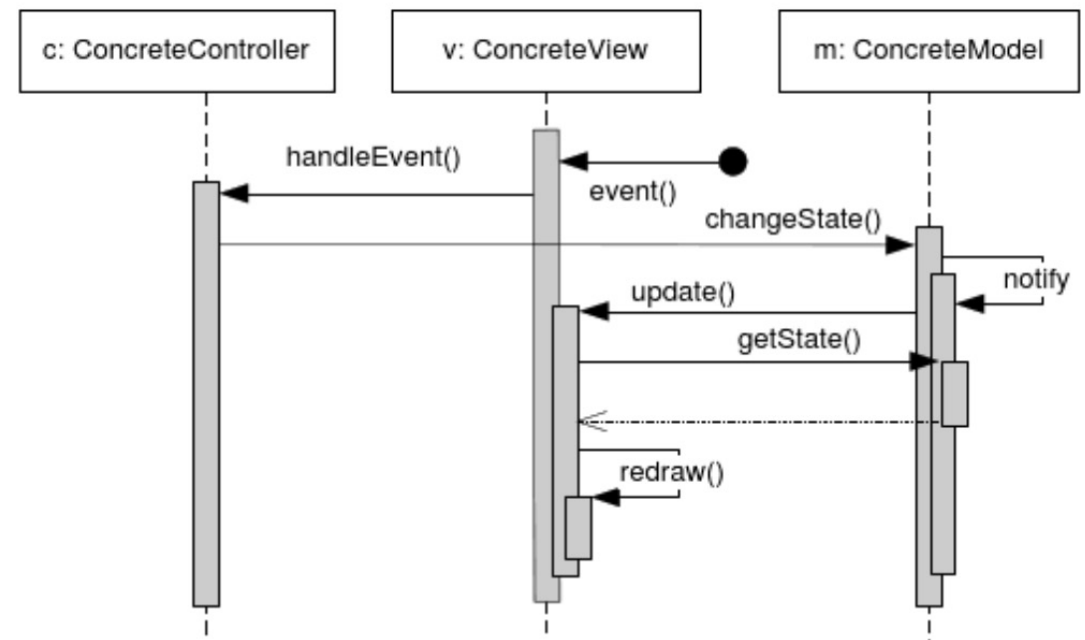 c: ConcreteController
v: ConcreteView
m: ConcreteModel
handleEvent()
event()
changeState()
notify
update()
getState()
redraw()